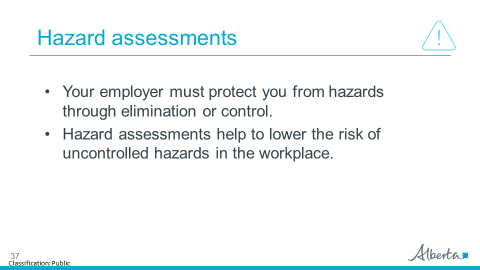 Hazard assessments
!
• Your employer must protect you from hazards
through elimination or control.
• Hazard assessments help to lower the risk of
uncontrolled hazards in the workplace.
37
Classification: Public
Alberta